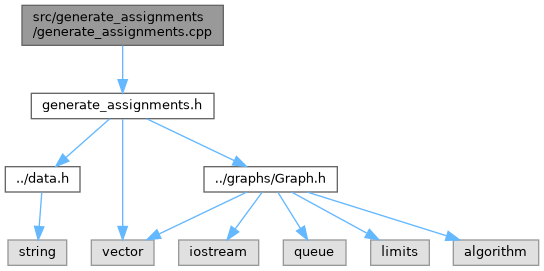 src/generate_assignments
/generate_assignments.cpp
generate_assignments.h
../data.h
../graphs/Graph.h
string
vector
iostream
queue
limits
algorithm